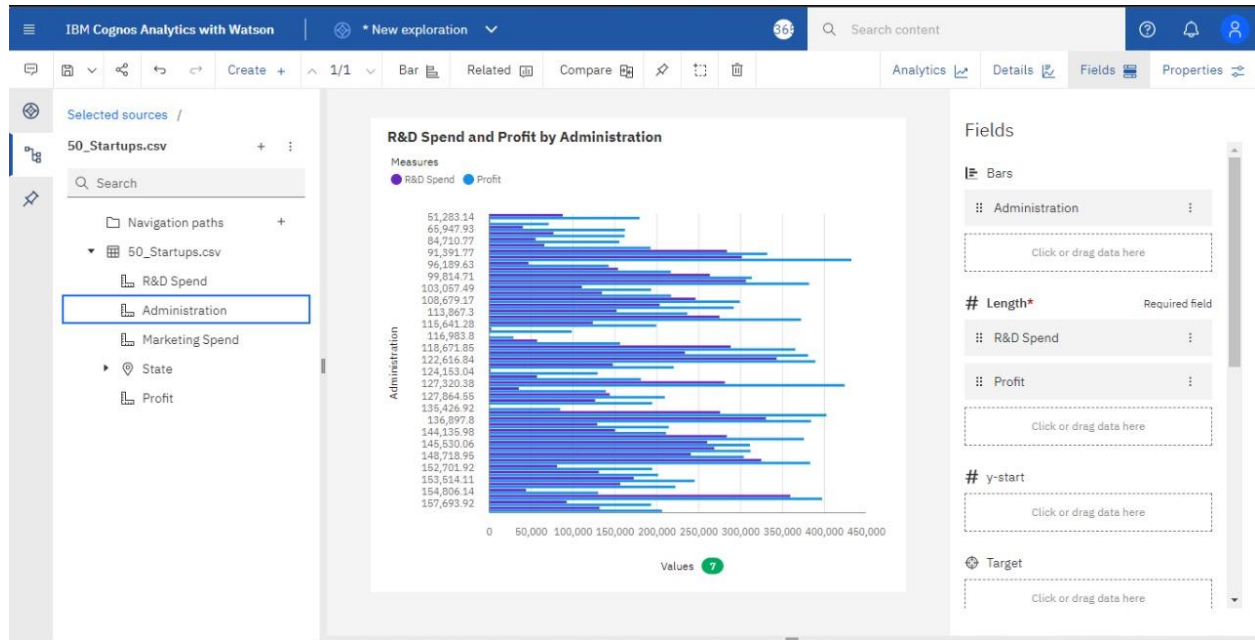 IBM Cognos Analytics with Watson
* New exploration
Search content
Create +
1/1
Bar
Related
Compare
Analytics
Details
Fields
Properties
Selected sources /
50_Startups.csv
Search
Navigation paths
50_Startups.csv
R&D Spend
Administration
Marketing Spend
State
Profit
R&D Spend and Profit by Administration
Measures
R&D Spend Profit
Administration
51,283.14
65,947.93
84,710.77
91,391.77
96,189.63
99,814.71
103,057.49
108,679.17
113,867.3
115,641.28
116,983.8
118,671.85
122,616.84
124,153.04
127,320.38
127,864.55
135,426.92
136,897.8
144,135.98
145,530.06
148,718.95
152,701.92
153,514.11
154,806.14
157,693.92
0 50,000 100,000 150,000 200,000 250,000 300,000 350,000 400,000 450,000
Values 7
Fields
Bars
Administration
Click or drag data here
# Length* Required field
R&D Spend
Profit
Click or drag data here
# y-start
Click or drag data here
Target
Click or drag data here